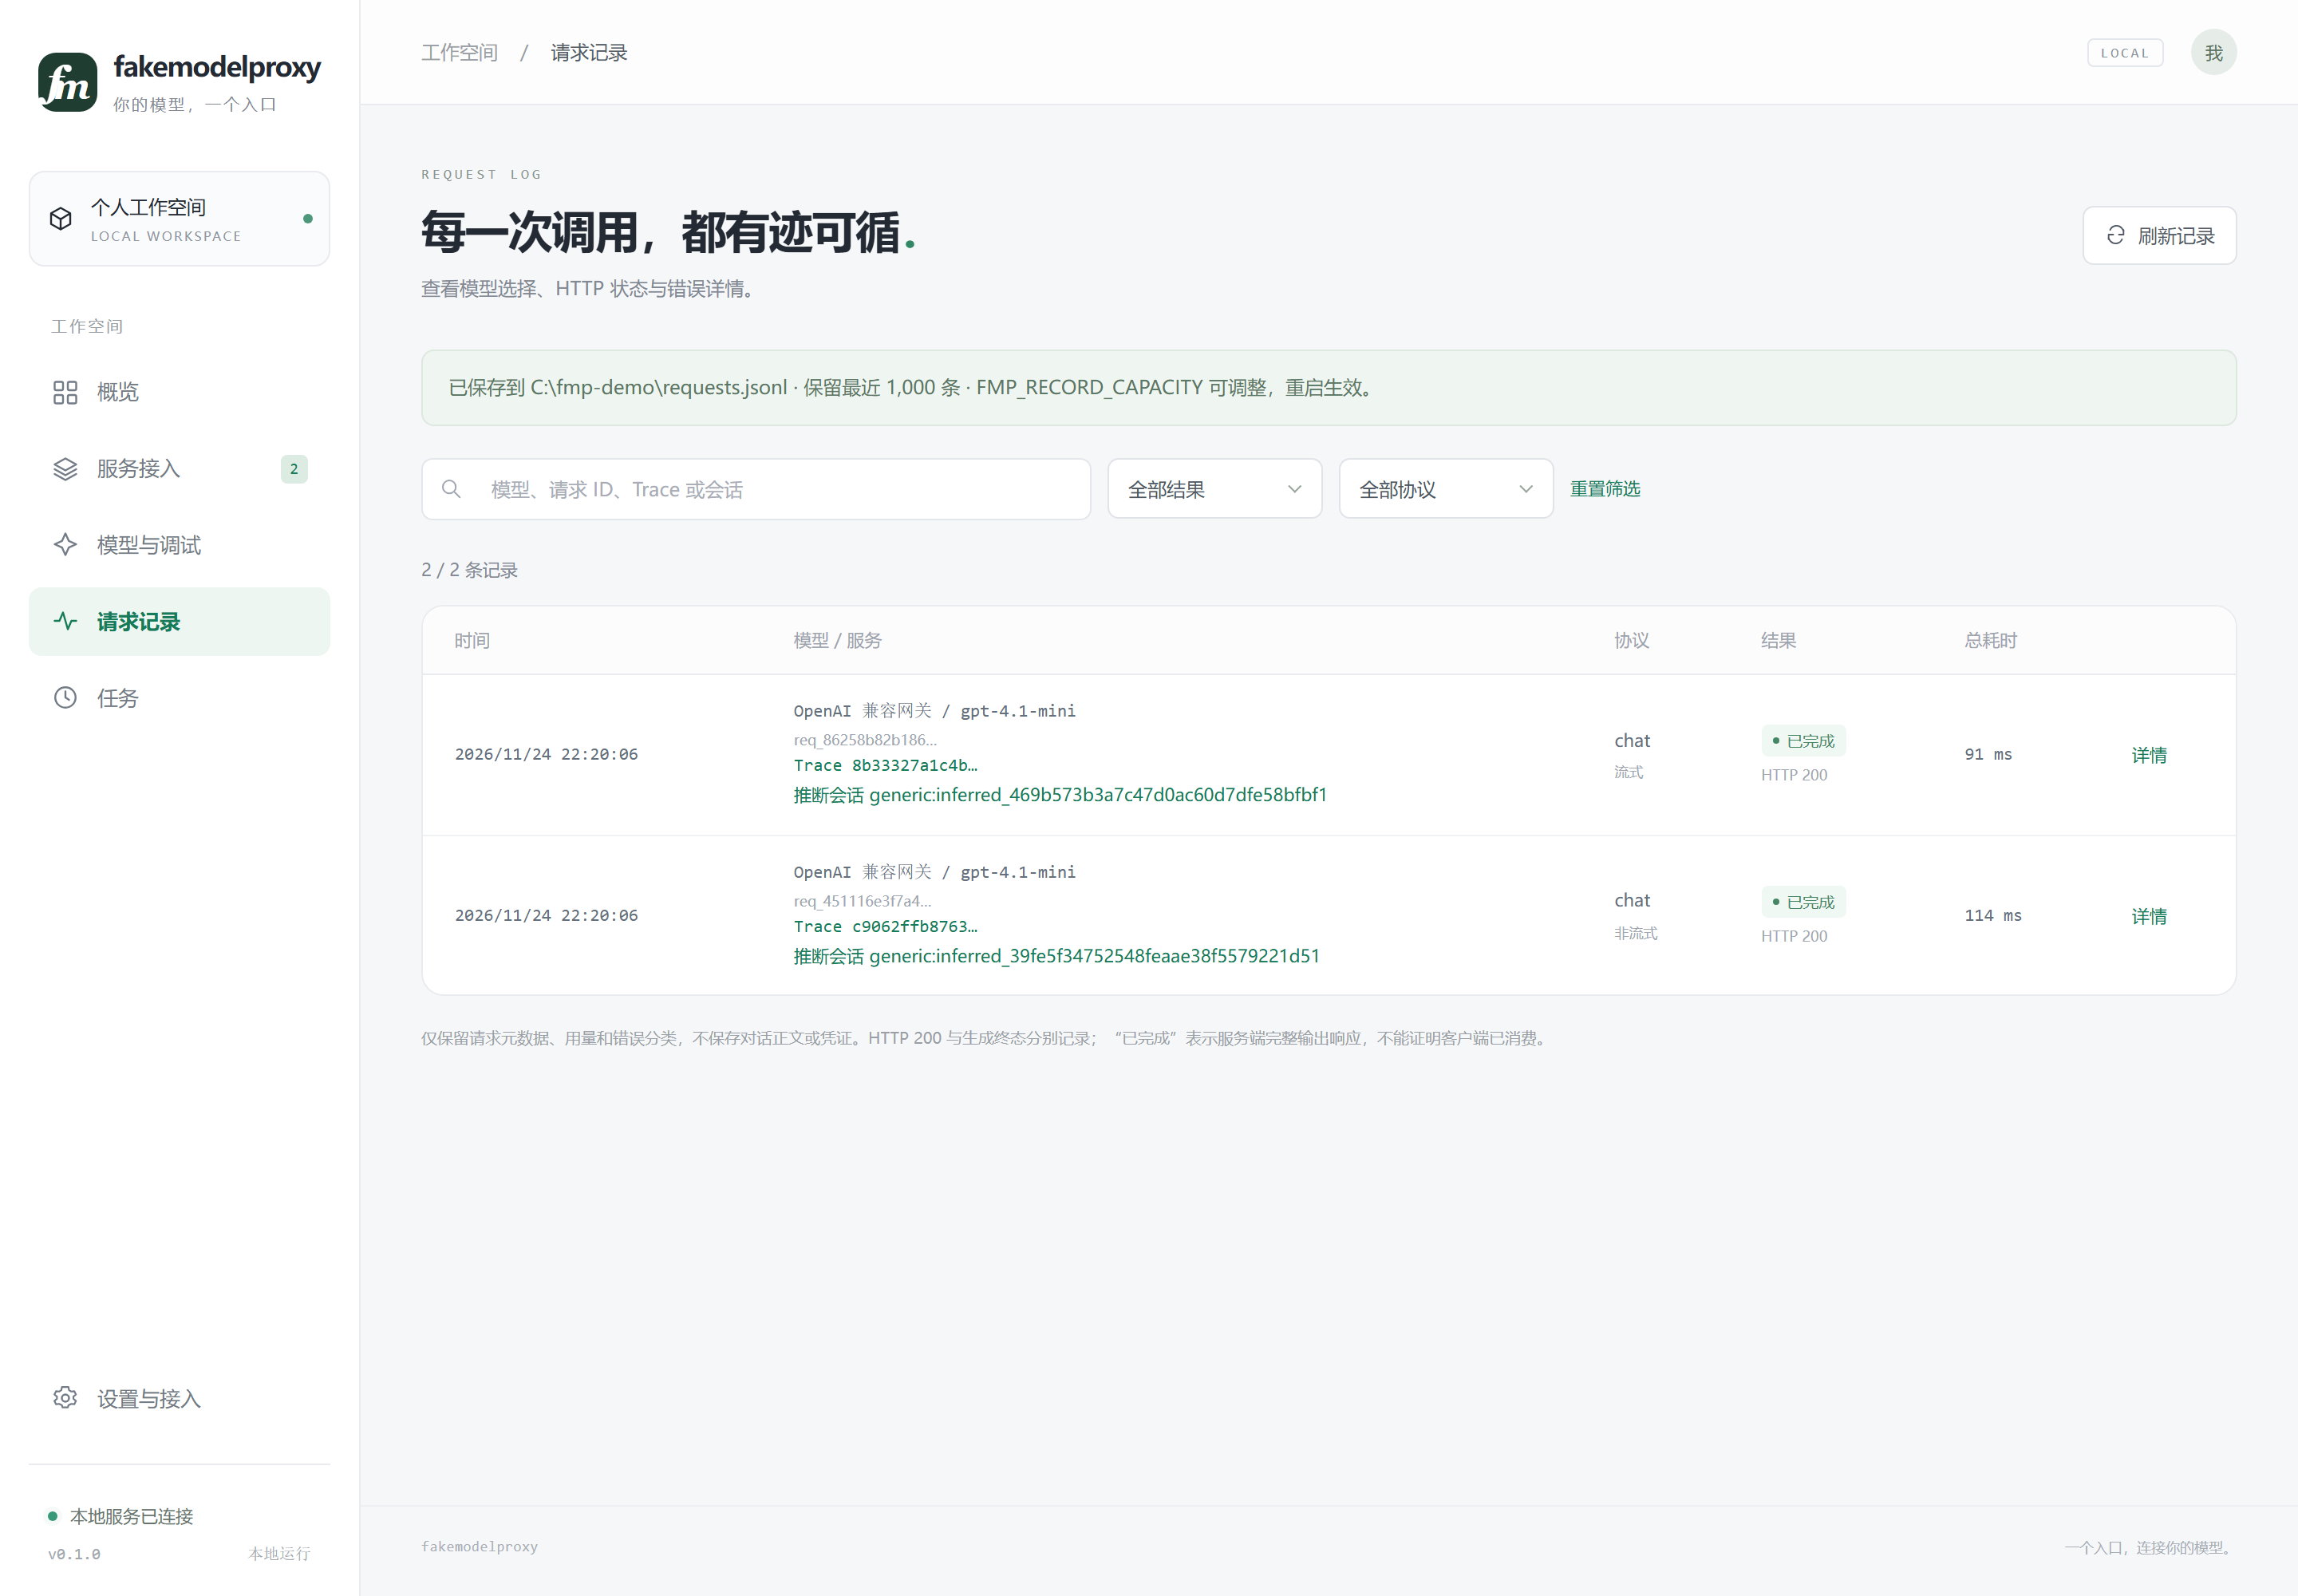 fm
fakemodelproxy
你的模型，一个入口
个人工作空间
LOCAL WORKSPACE
工作空间
概览
服务接入
2
模型与调试
请求记录
任务
设置与接入
本地服务已连接
v0.1.0
本地运行
工作空间 / 请求记录
LOCAL
我
REQUEST LOG
每一次调用，都有迹可循.
查看模型选择、HTTP 状态与错误详情。
刷新记录
已保存到 C:\fmp-demo\requests.jsonl · 保留最近 1,000 条 · FMP_RECORD_CAPACITY 可调整，重启生效。
模型、请求 ID、Trace 或会话
全部结果
全部协议
重置筛选
2 / 2 条记录
时间 模型 / 服务 协议 结果 总耗时
2026/11/24 22:20:06
OpenAI 兼容网关 / gpt-4.1-mini
req_86258b82b186...
Trace 8b33327a1c4b…
推断会话 generic:inferred_469b573b3a7c47d0ac60d7dfe58bfbf1
chat
流式
已完成
HTTP 200
91 ms
详情
2026/11/24 22:20:06
OpenAI 兼容网关 / gpt-4.1-mini
req_451116e3f7a4...
Trace c9062ffb8763…
推断会话 generic:inferred_39fe5f34752548feaae38f5579221d51
chat
非流式
已完成
HTTP 200
114 ms
详情
仅保留请求元数据、用量和错误分类，不保存对话正文或凭证。HTTP 200 与生成终态分别记录；“已完成”表示服务端完整输出响应，不能证明客户端已消费。
fakemodelproxy
一个入口，连接你的模型。